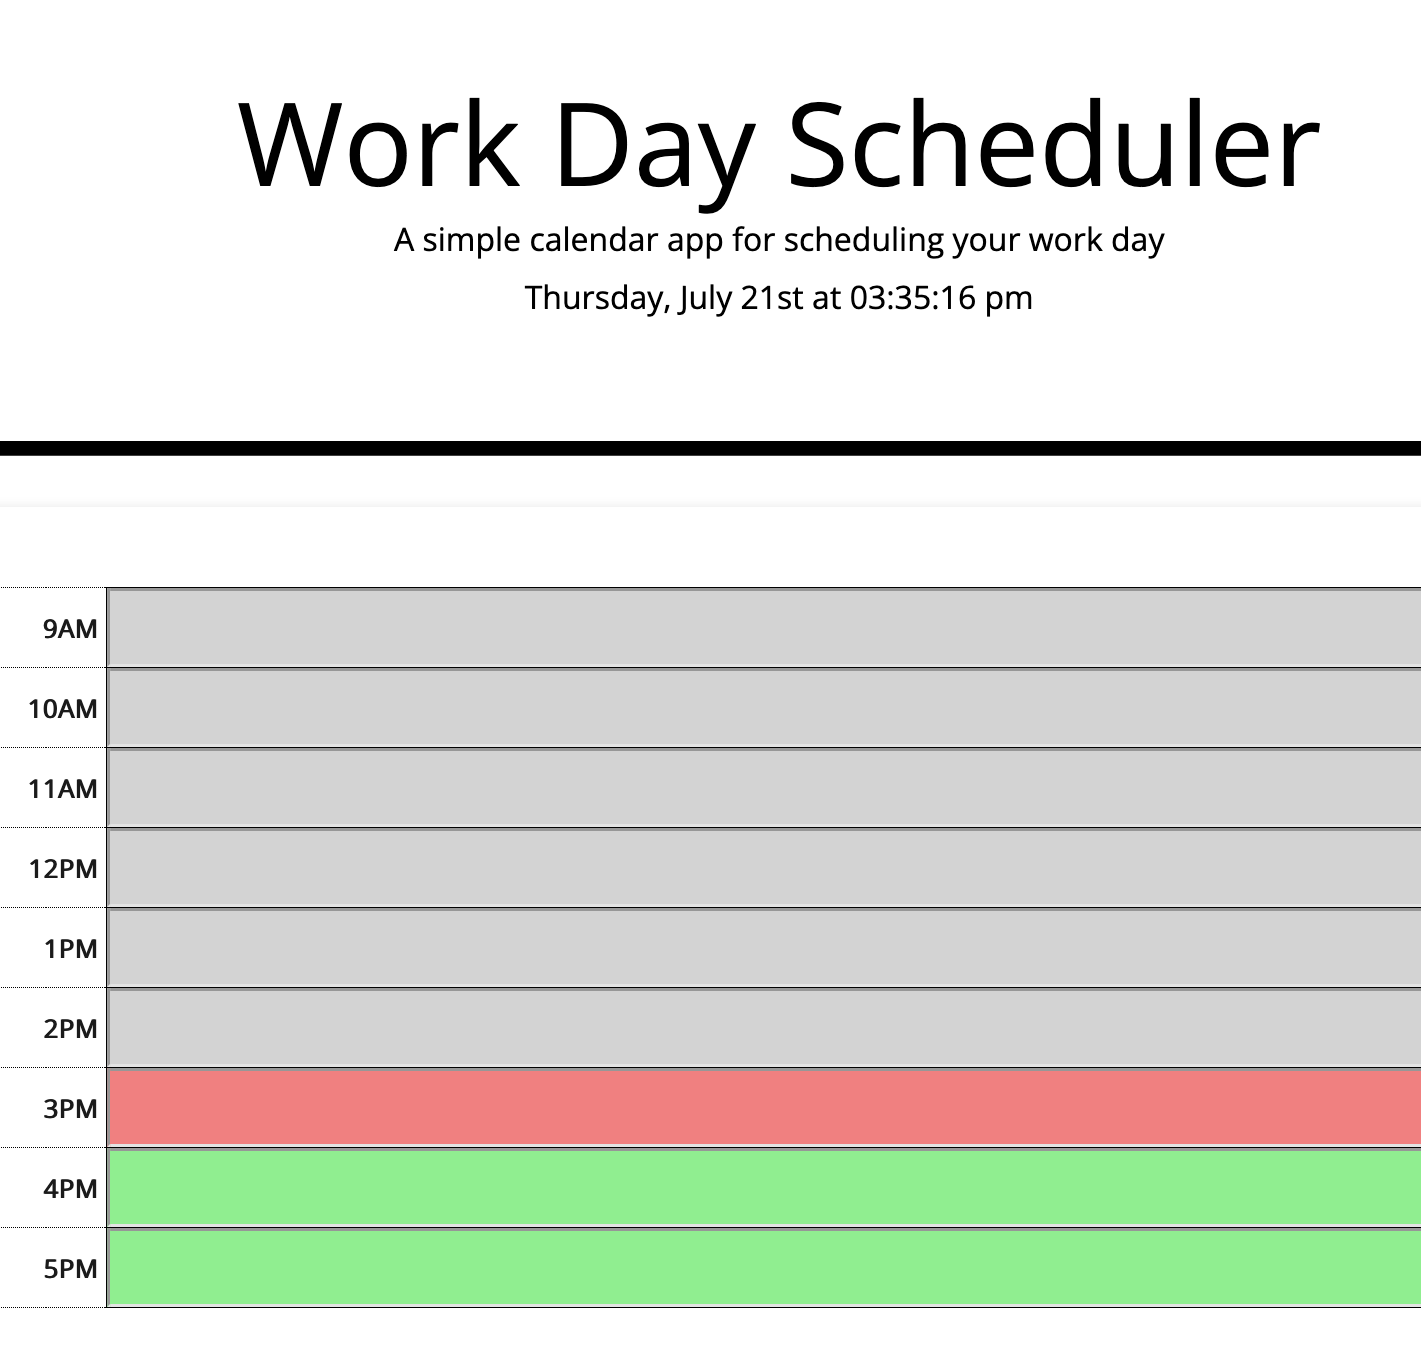 Work Day Scheduler
A simple calendar app for scheduling your work day
Thursday, July 21st at 03:35:16 pm
9AM
10AM
11AM
12PM
1PM
2PM
3PM
4PM
5PM